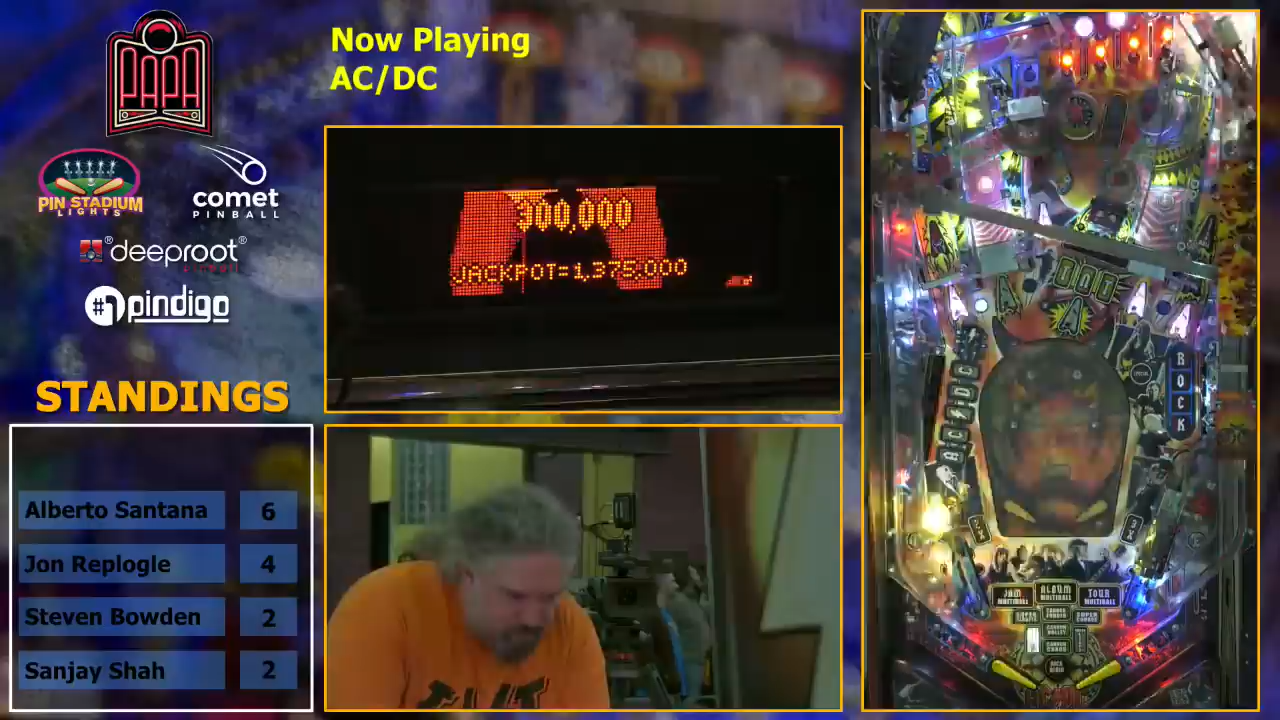 PAPA
Now Playing
AC/DC
PIN STADIUM
LIGHTS
comet
PINBALL
deeproot
#1pindigo
300,000
JACKPOT=1,375,000
STANDINGS
Alberto Santana 6
Jon Replogle 4
Steven Bowden 2
Sanjay Shah 2
ROCK
JAM
MULTIBALL
ALBUM
MULTIBALL
TOUR
MULTIBALL